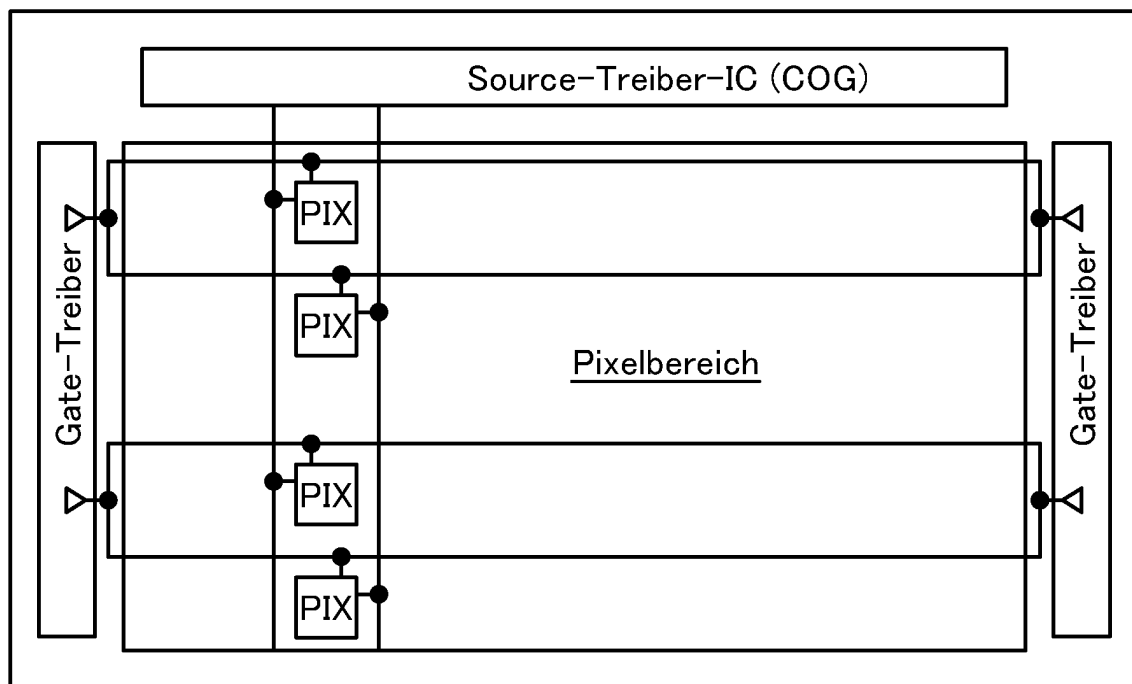 Source-Treiber-IC (COG)
Gate-Treiber
PIX
PIX
Pixelbereich
PIX
PIX
Gate-Treiber